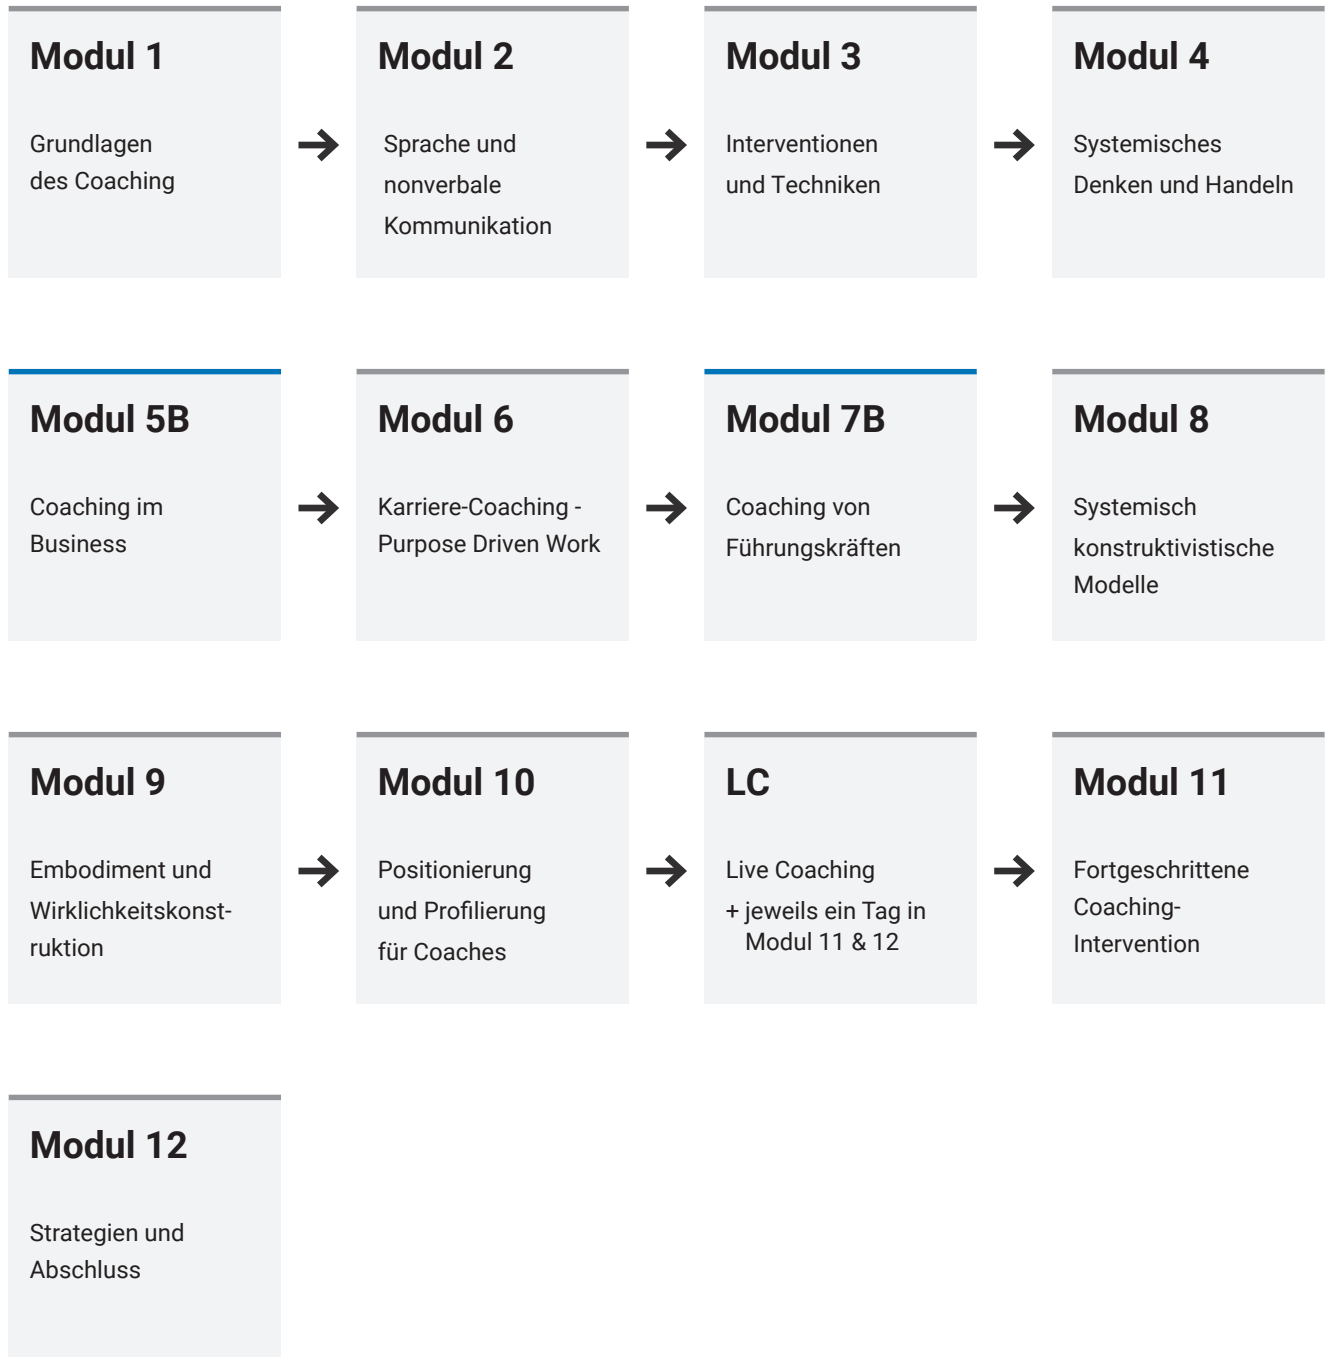 Modul 1
Grundlagen
des Coaching
Modul 2
Sprache und
nonverbale
Kommunikation
Modul 3
Interventionen
und Techniken
Modul 4
Systemisches
Denken und Handeln
Modul 5B
Coaching im
Business
Modul 6
Karriere-Coaching -
Purpose Driven Work
Modul 7B
Coaching von
Führungskräften
Modul 8
Systemisch
konstruktivistische
Modelle
Modul 9
Embodiment und
Wirklichkeitskonst-
ruktion
Modul 10
Positionierung
und Profilierung
für Coaches
LC
Live Coaching
+ jeweils ein Tag in
Modul 11 & 12
Modul 11
Fortgeschrittene
Coaching-
Intervention
Modul 12
Strategien und
Abschluss